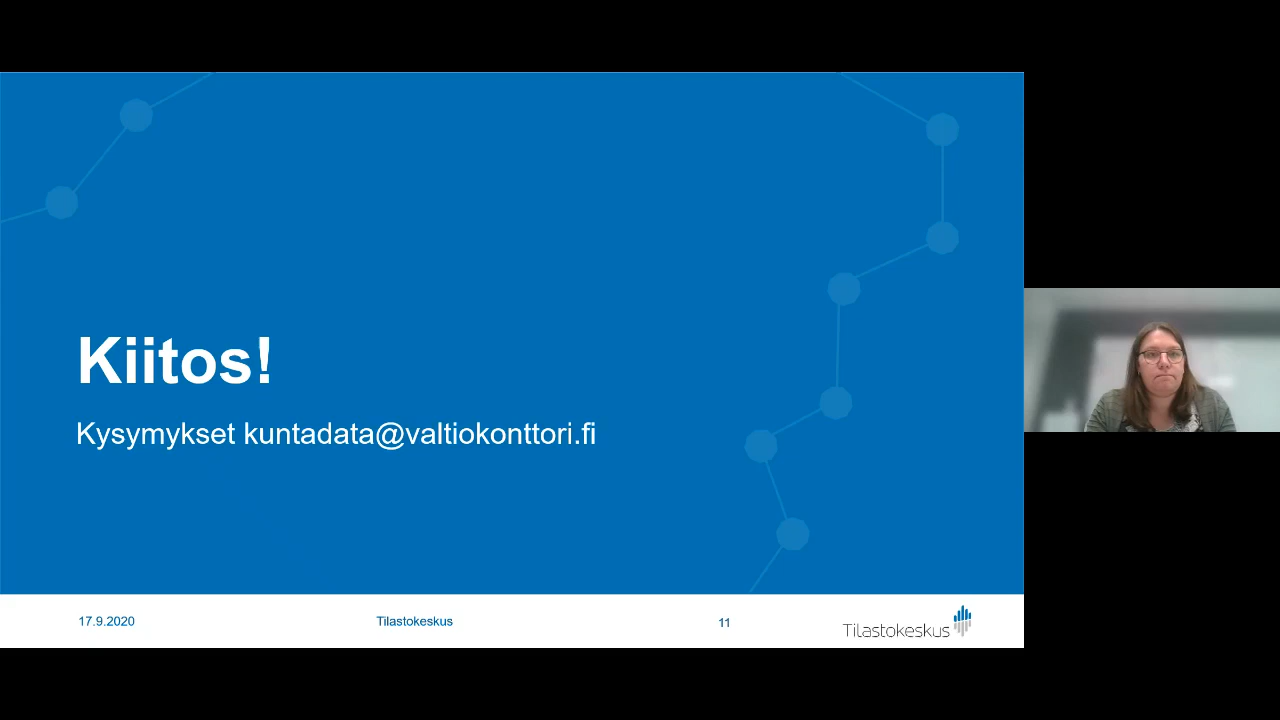 Kiitos!
Kysymykset kuntadata@valtiokonttori.fi
17.9.2020
Tilastokeskus
11
Tilastokeskus